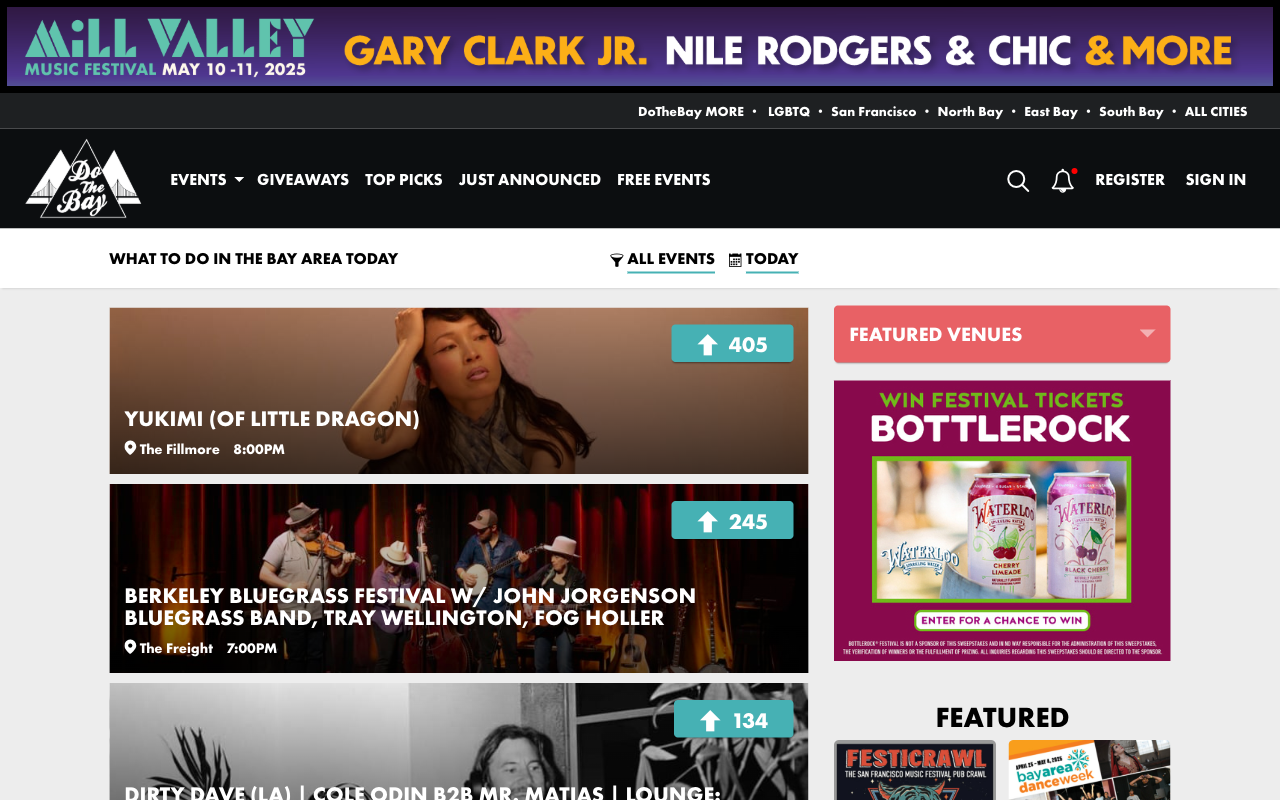 MiLL VALLEY
MUSIC FESTIVAL MAY 10 -11, 2025
GARY CLARK JR. NILE RODGERS & CHIC & MORE
DoTheBay MORE • LGBTQ • San Francisco • North Bay • East Bay • South Bay • ALL CITIES
Do The Bay
EVENTS GIVEAWAYS TOP PICKS JUST ANNOUNCED FREE EVENTS
REGISTER SIGN IN
WHAT TO DO IN THE BAY AREA TODAY
ALL EVENTS TODAY
405
YUKIMI (OF LITTLE DRAGON)
The Fillmore 8:00PM
245
BERKELEY BLUEGRASS FESTIVAL W/ JOHN JORGENSON
BLUEGRASS BAND, TRAY WELLINGTON, FOG HOLLER
The Freight 7:00PM
134
DIRTY DAVE (LA) | COLE ODIN B2B MR. MATIAS | LOUNGE:
FEATURED VENUES
WIN FESTIVAL TICKETS
BOTTLEROCK
WATERLOO
SPARKLING WATER
WATERLOO
CHERRY
LIMEADE
WATERLOO
BLACK CHERRY
ENTER FOR A CHANCE TO WIN
BOTTLEROCK® FESTIVAL IS NOT A SPONSOR OF THIS SWEEPSTAKES AND IN NO WAY RESPONSIBLE FOR THE ADMINISTRATION OF THIS SWEEPSTAKES,
THE VERIFICATION OF WINNERS OR THE FULFILLMENT OF PRIZING. ALL INQUIRIES REGARDING THIS SWEEPSTAKES SHOULD BE DIRECTED TO THE SPONSOR.
FEATURED
FESTICRAWL
THE SAN FRANCISCO MUSIC FESTIVAL PUB CRAWL
APRIL 25 – MAY 4, 2025
bayarea
danceweek